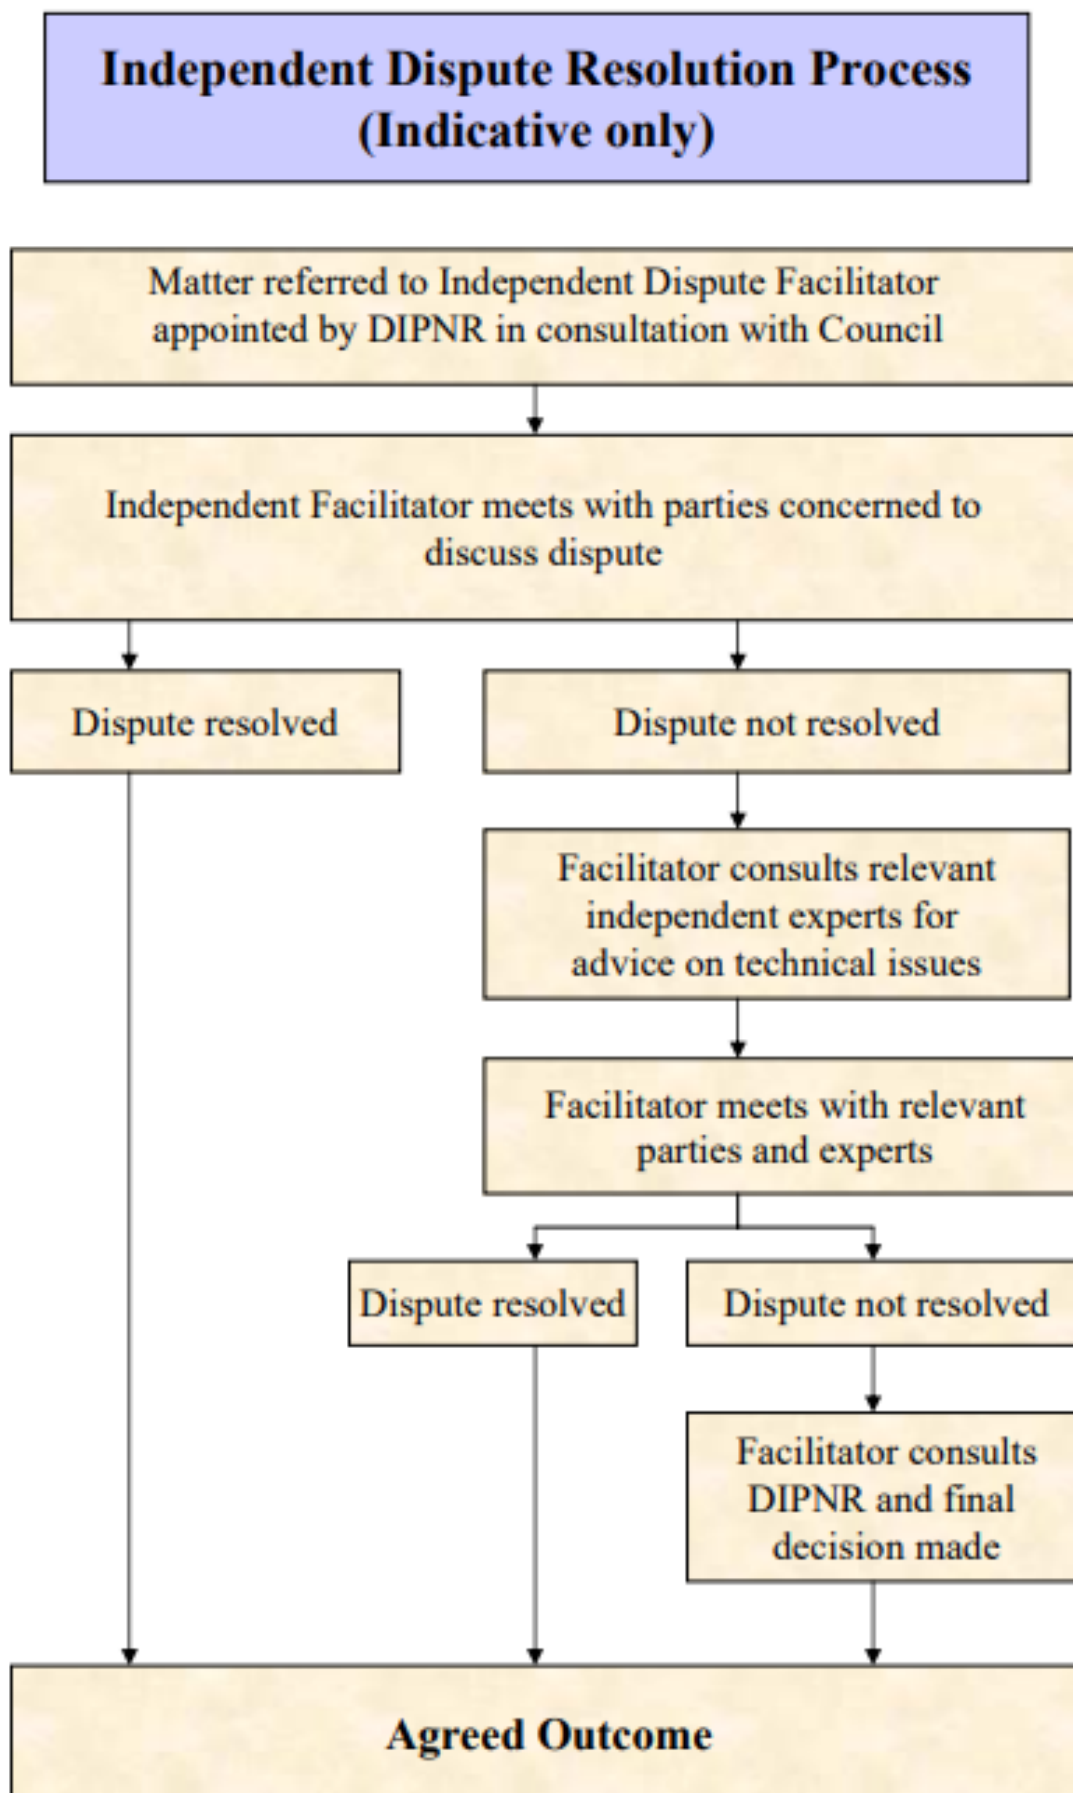 Independent Dispute Resolution Process
(Indicative only)
Matter referred to Independent Dispute Facilitator
appointed by DIPNR in consultation with Council
Independent Facilitator meets with parties concerned to
discuss dispute
Dispute resolved
Dispute not resolved
Facilitator consults relevant
independent experts for
advice on technical issues
Facilitator meets with relevant
parties and experts
Dispute resolved
Dispute not resolved
Facilitator consults
DIPNR and final
decision made
Agreed Outcome